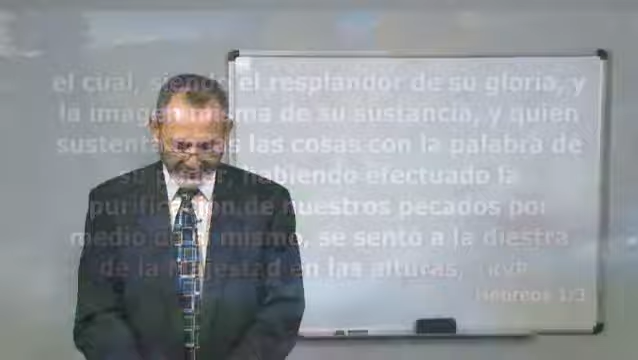 el cual, siendo el resplandor de su gloria, y
la imagen misma de su sustancia, y quien
sustenta todas las cosas con la palabra de
su poder, habiendo efectuado la
purificación de nuestros pecados por
medio de sí mismo, se sentó a la diestra
de la majestad en las alturas,
Hebreos 1:3